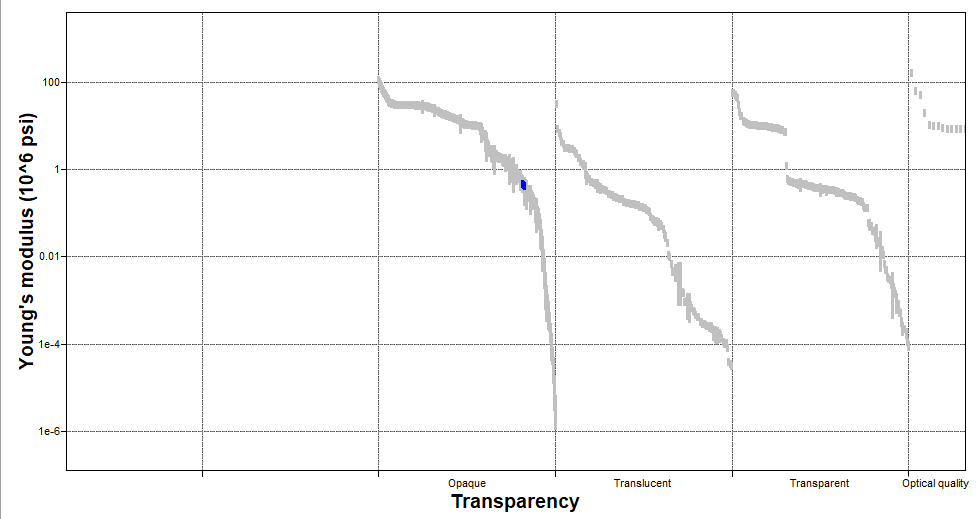 Young's modulus (10^6 psi)
100
1
0.01
1e-4
1e-6
Opaque
Translucent
Transparent
Optical quality
Transparency